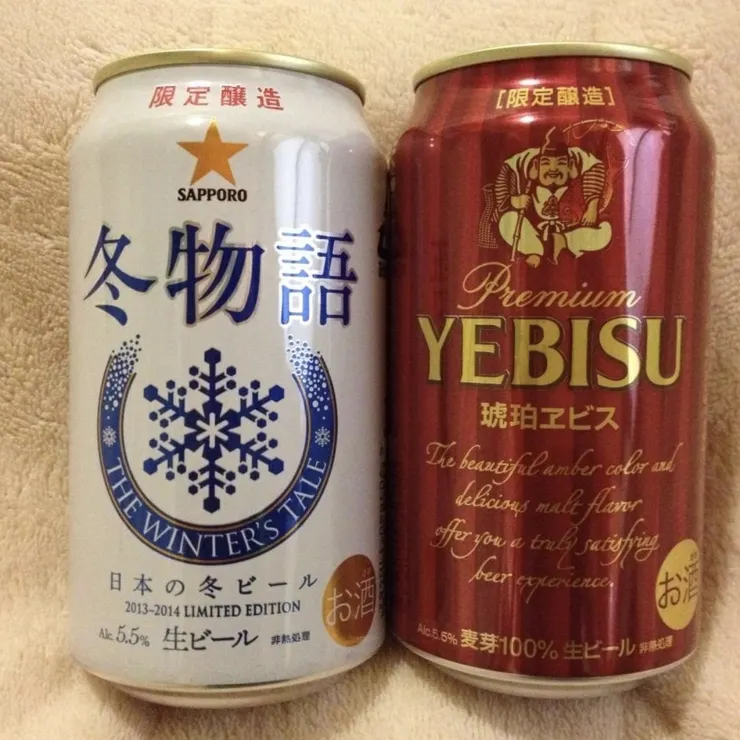 限定醸造
SAPPORO
冬物語
THE WINTER'S TALE
日本の冬ビール
2013-2014 LIMITED EDITION
お酒
Alc.5.5% 生ビール 非熱処理
[限定醸造]
Premium
YEBISU
琥珀ヱビス
The beautiful amber color and
delicious malt flavor
offer you a truly satisfying
beer experience.
お酒
Alc.5.5% 麦芽100% 生ビール 非熱処理